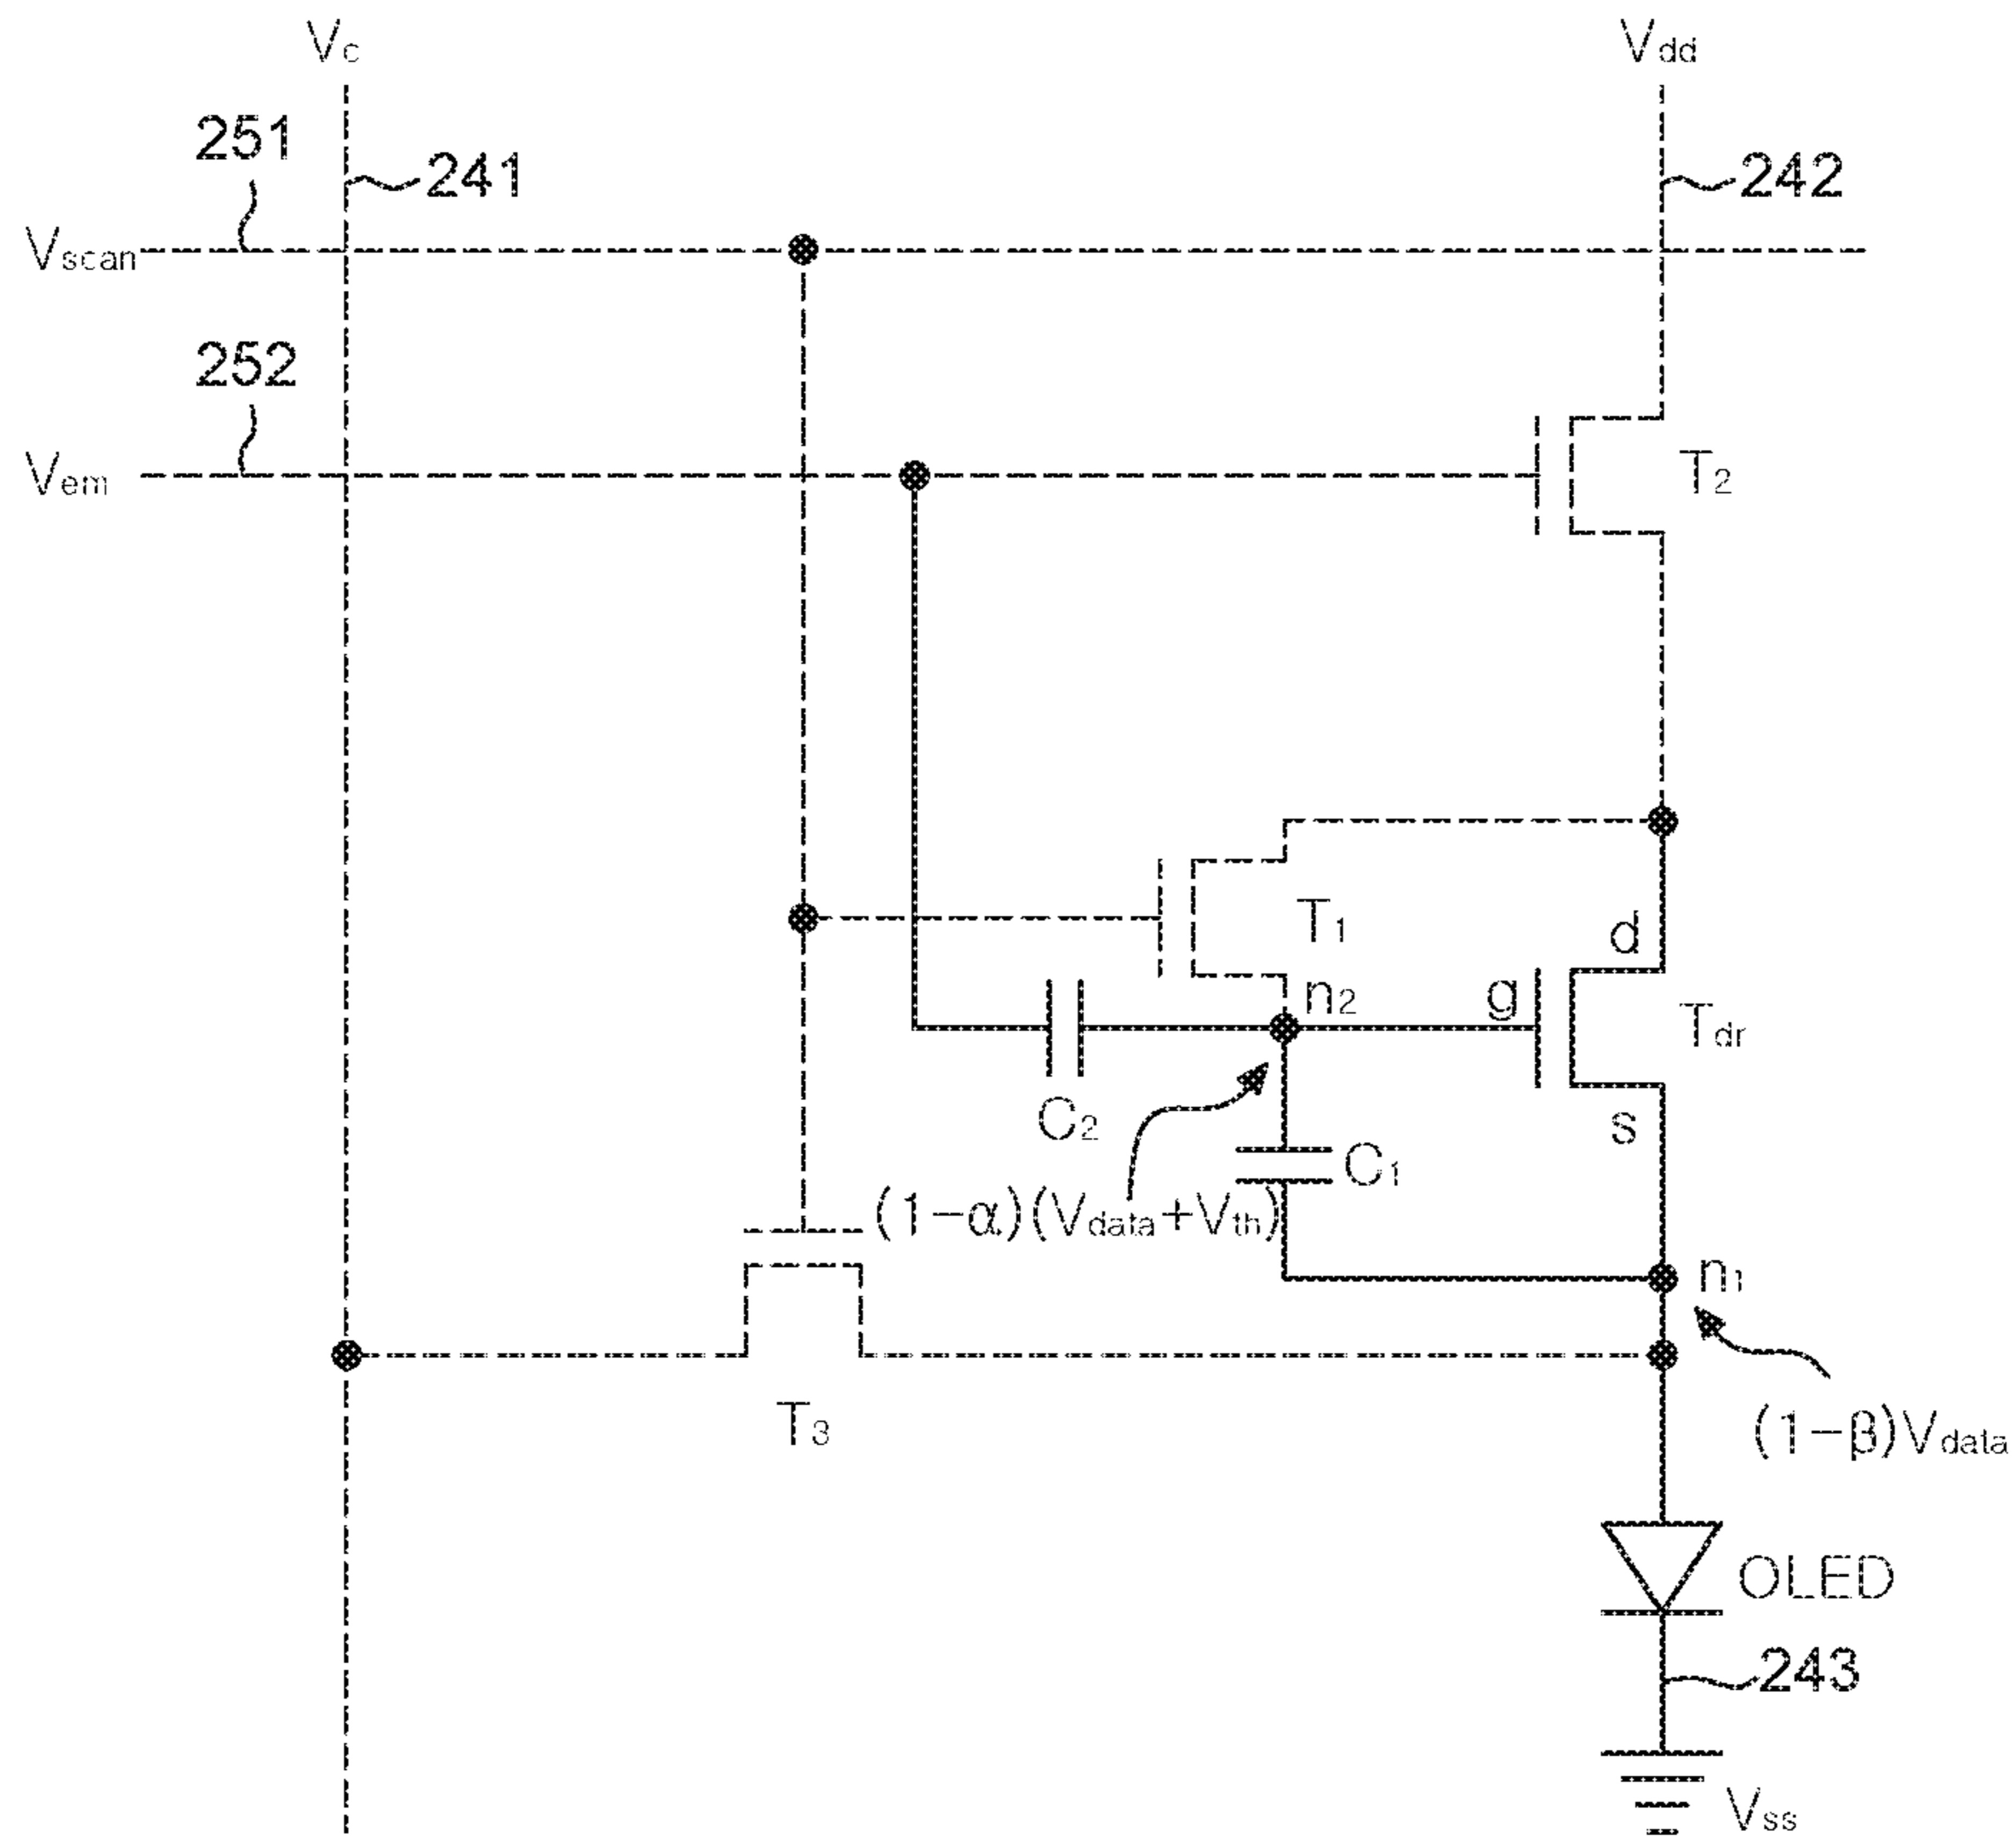 Vc
Vdd
251
241
242
Vscan
252
Vem
T2
T1
d
n2
g
Tdr
C2
s
C1
(1-α)(Vdata+Vth)
n1
T3
(1-β)Vdata
OLED
243
Vss